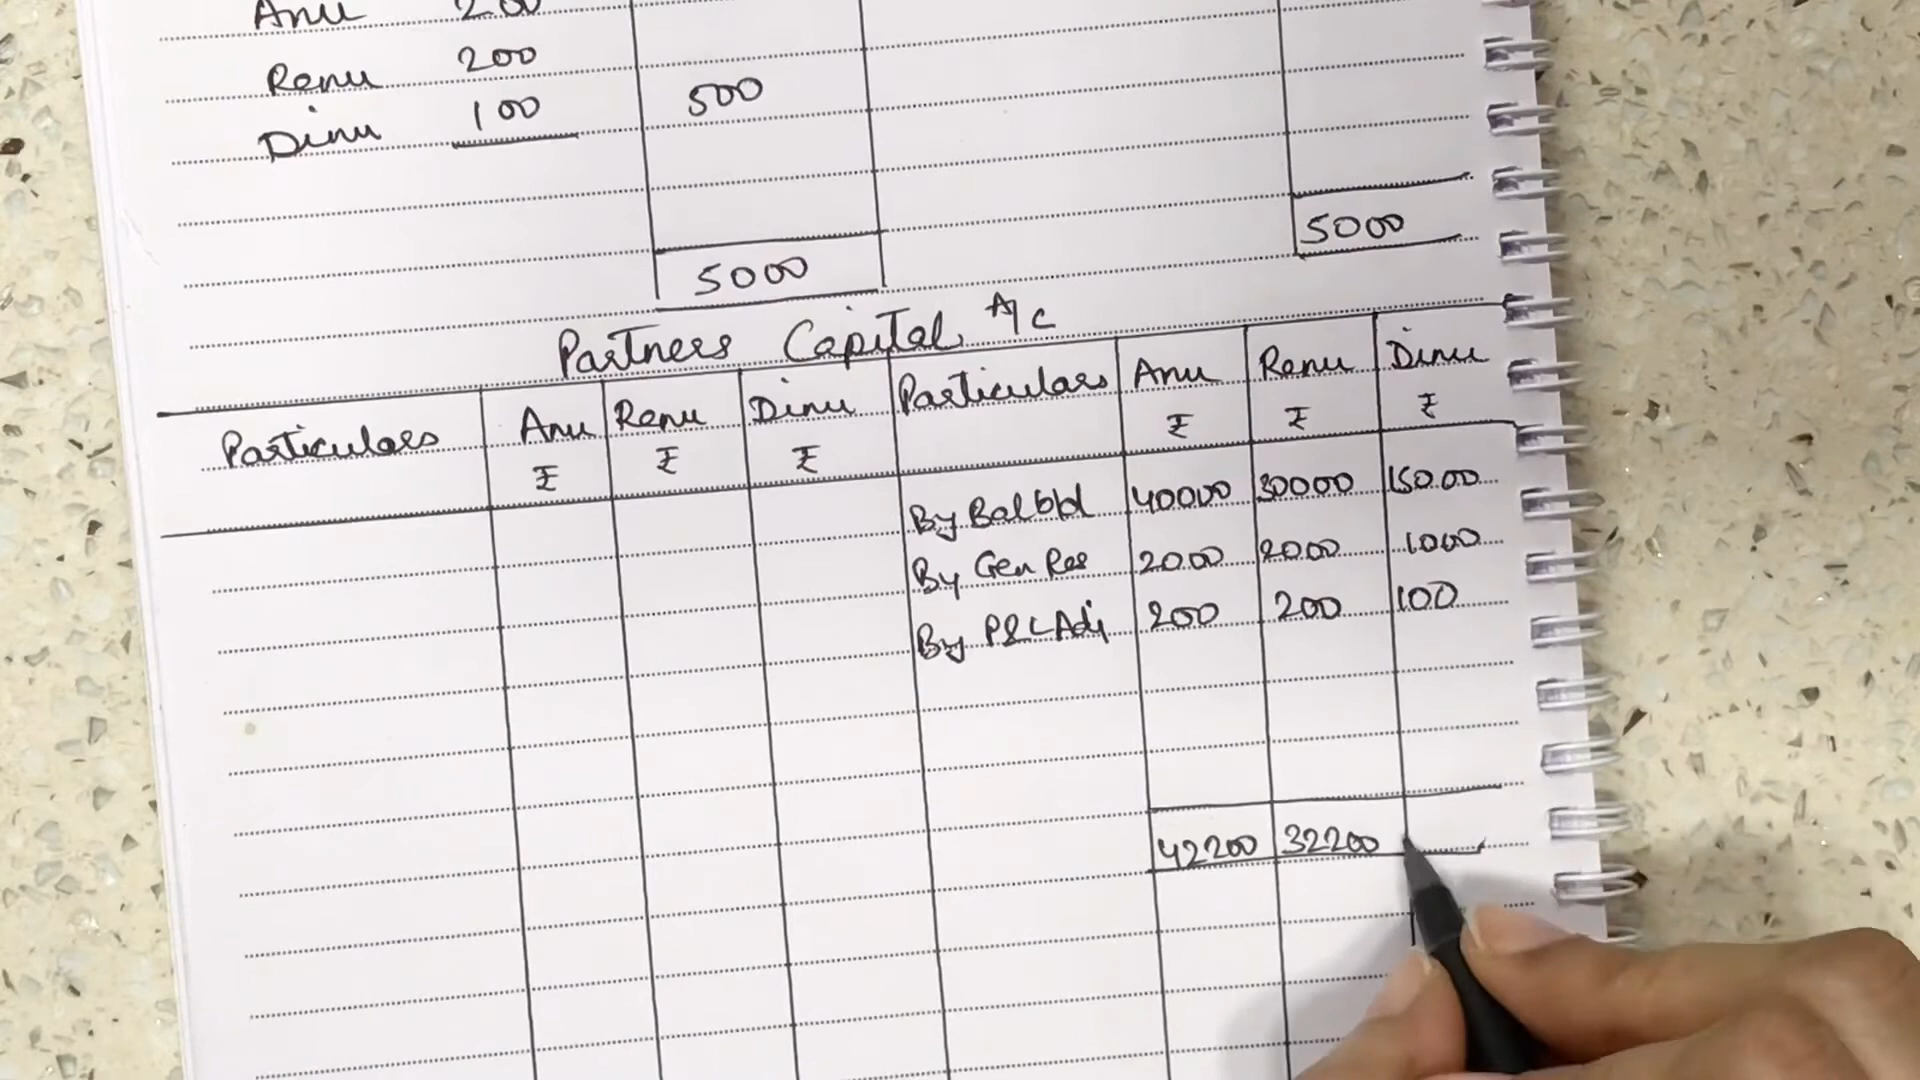 Anu 200
Renu 200
Dinu 100 500
5000 5000
Partners Capital A/c
Particulars Anu Renu Dinu Particulars Anu Renu Dinu
₹ ₹ ₹ ₹ ₹ ₹
By Bal b/d 40000 30000 15000
By Gen Res 2000 2000 1000
By P&L Adj 200 200 100
42200 32200